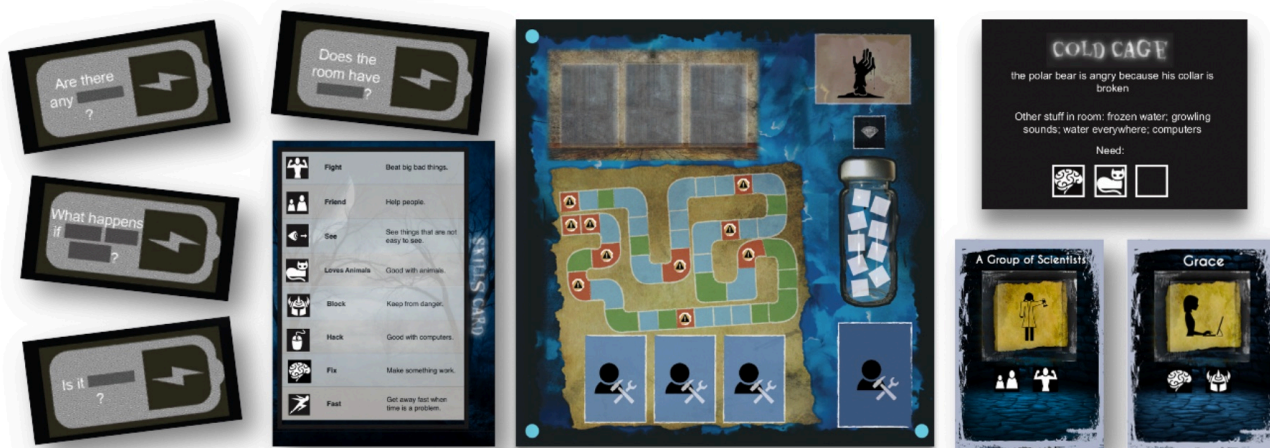 Are there
any
?
Does the
room have
?
What happens
if
?
Is it
?
Fight Beat big bad things.
Friend Help people.
See See things that are not
easy to see.
Loves Animals Good with animals.
Block Keep from danger.
Hack Good with computers.
Fix Make something work.
Fast Get away fast when
time is a problem.
SKILLS CARD
COLD CAGE
the polar bear is angry because his collar is
broken
Other stuff in room: frozen water; growling
sounds; water everywhere; computers
Need:
A Group of Scientists
Grace